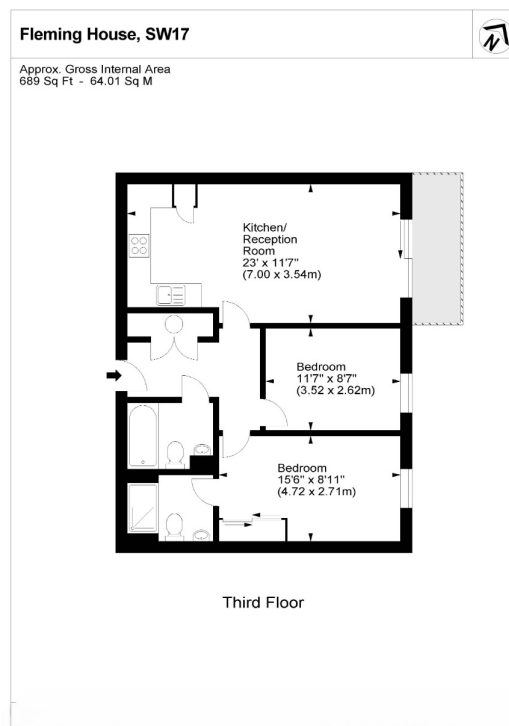 Fleming House, SW17
N
Approx. Gross Internal Area
689 Sq Ft - 64.01 Sq M
Kitchen/
Reception
Room
23' x 11'7"
(7.00 x 3.54m)
Bedroom
11'7" x 8'7"
(3.52 x 2.62m)
Bedroom
15'6" x 8'11"
(4.72 x 2.71m)
Third Floor